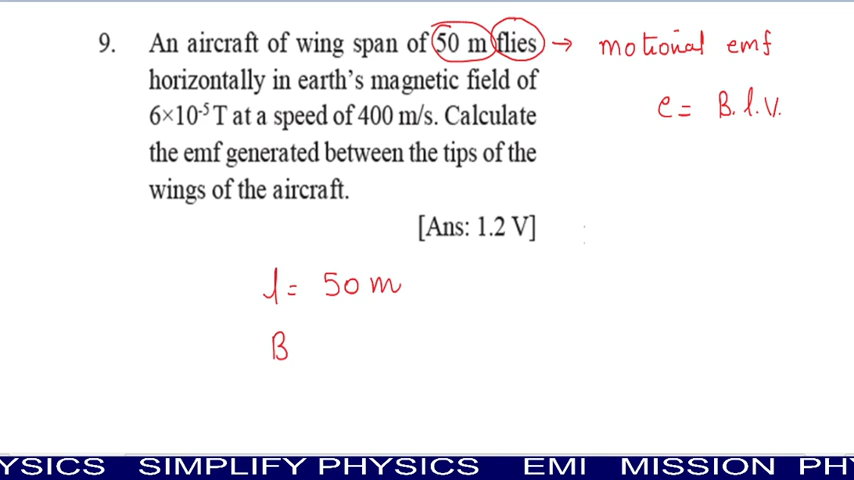 9. An aircraft of wing span of 50 m flies → motional emf
horizontally in earth's magnetic field of
e = B. l. V.
6×10⁻⁵ T at a speed of 400 m/s. Calculate
the emf generated between the tips of the
wings of the aircraft.
[Ans: 1.2 V]
l = 50 m
B
YSICS SIMPLIFY PHYSICS EMI MISSION PH